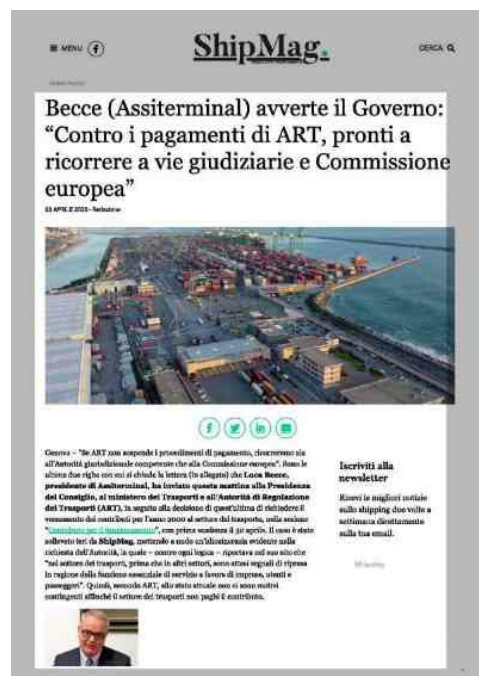 MENU
ShipMag.
CERCA
Becce (Assiterminal) avverte il Governo:
“Contro i pagamenti di ART, pronti a
ricorrere a vie giudiziarie e Commissione
europea”
Genova – "Se ART non sospende i procedimenti di pagamento, ricorreremo sia
all'Autorità giurisdizionale competente che alla Commissione europea". Sono le
ultime due righe con cui si chiude la lettera (in allegato) che Luca Becce,
presidente di Assiterminal, ha inviato questa mattina alla Presidenza
del Consiglio, al ministero dei Trasporti e all'Autorità di Regolazione
dei Trasporti (ART), in seguito alla decisione di quest'ultima di richiedere il
versamento dei contributi per l'anno 2020 al settore del trasporto, nella sezione
"Contributo per il funzionamento", con prima scadenza il 30 aprile. Il caso è stato
sollevato ieri da ShipMag, mettendo a nudo un'idiosincrasia evidente nella
richiesta dell'Autorità, la quale – contro ogni logica – riportava sul suo sito che
"nel settore dei trasporti, prima che in altri settori, sono attesi segnali di ripresa
in ragione della funzione essenziale di servizio a favore di imprese, utenti e
passeggeri". Quindi, secondo ART, allo stato attuale non ci sono motivi
contingenti affinché il settore dei trasporti non paghi il contributo.
Iscriviti alla
newsletter
Ricevi le migliori notizie
sullo shipping due volte a
settimana direttamente
sulla tua email.